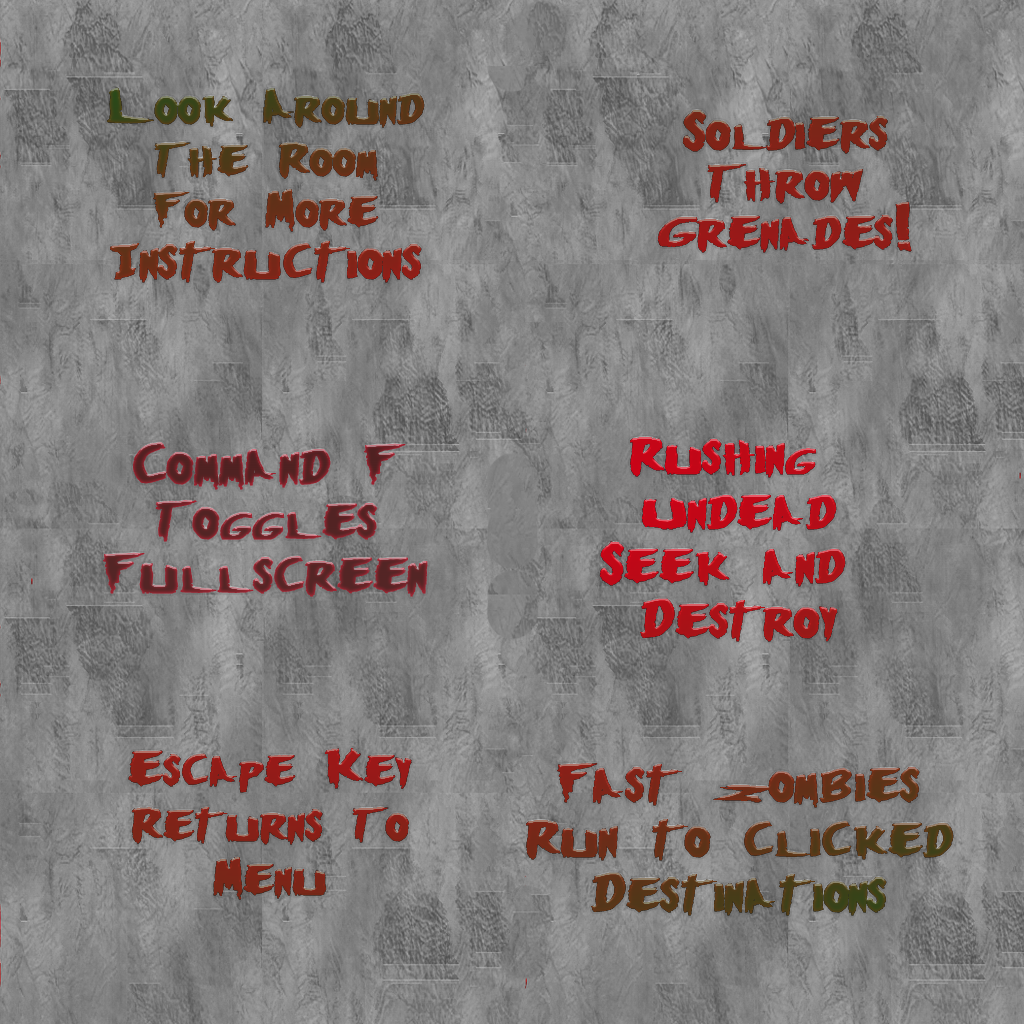 Look Around
The Room
For More
Instructions
Soldiers
Throw
Grenades!
Command F
Toggles
Fullscreen
Rushing
Undead
Seek and
Destroy
Escape Key
Returns to
Menu
Fast Zombies
Run to Clicked
Destinations